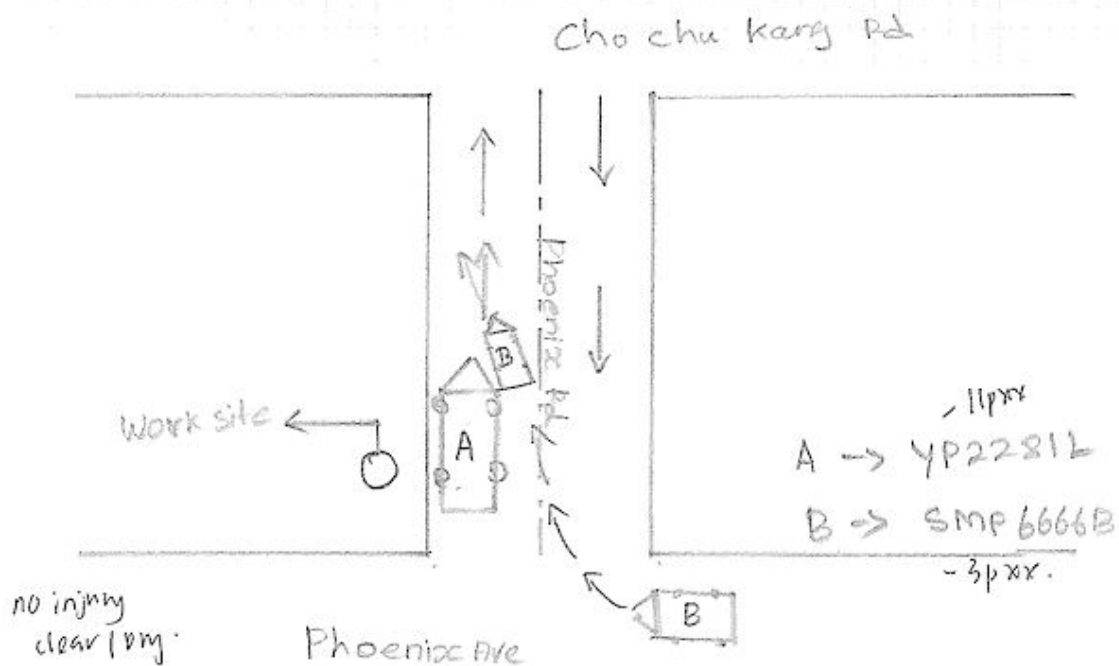 Cho chu Kang Rd
Phoenix Rd
B
A
Work site
11pxx
A -> YP2281L
B -> SMP6666B
-3pxx.
B
no injury
clear / dry.
Phoenix Ave